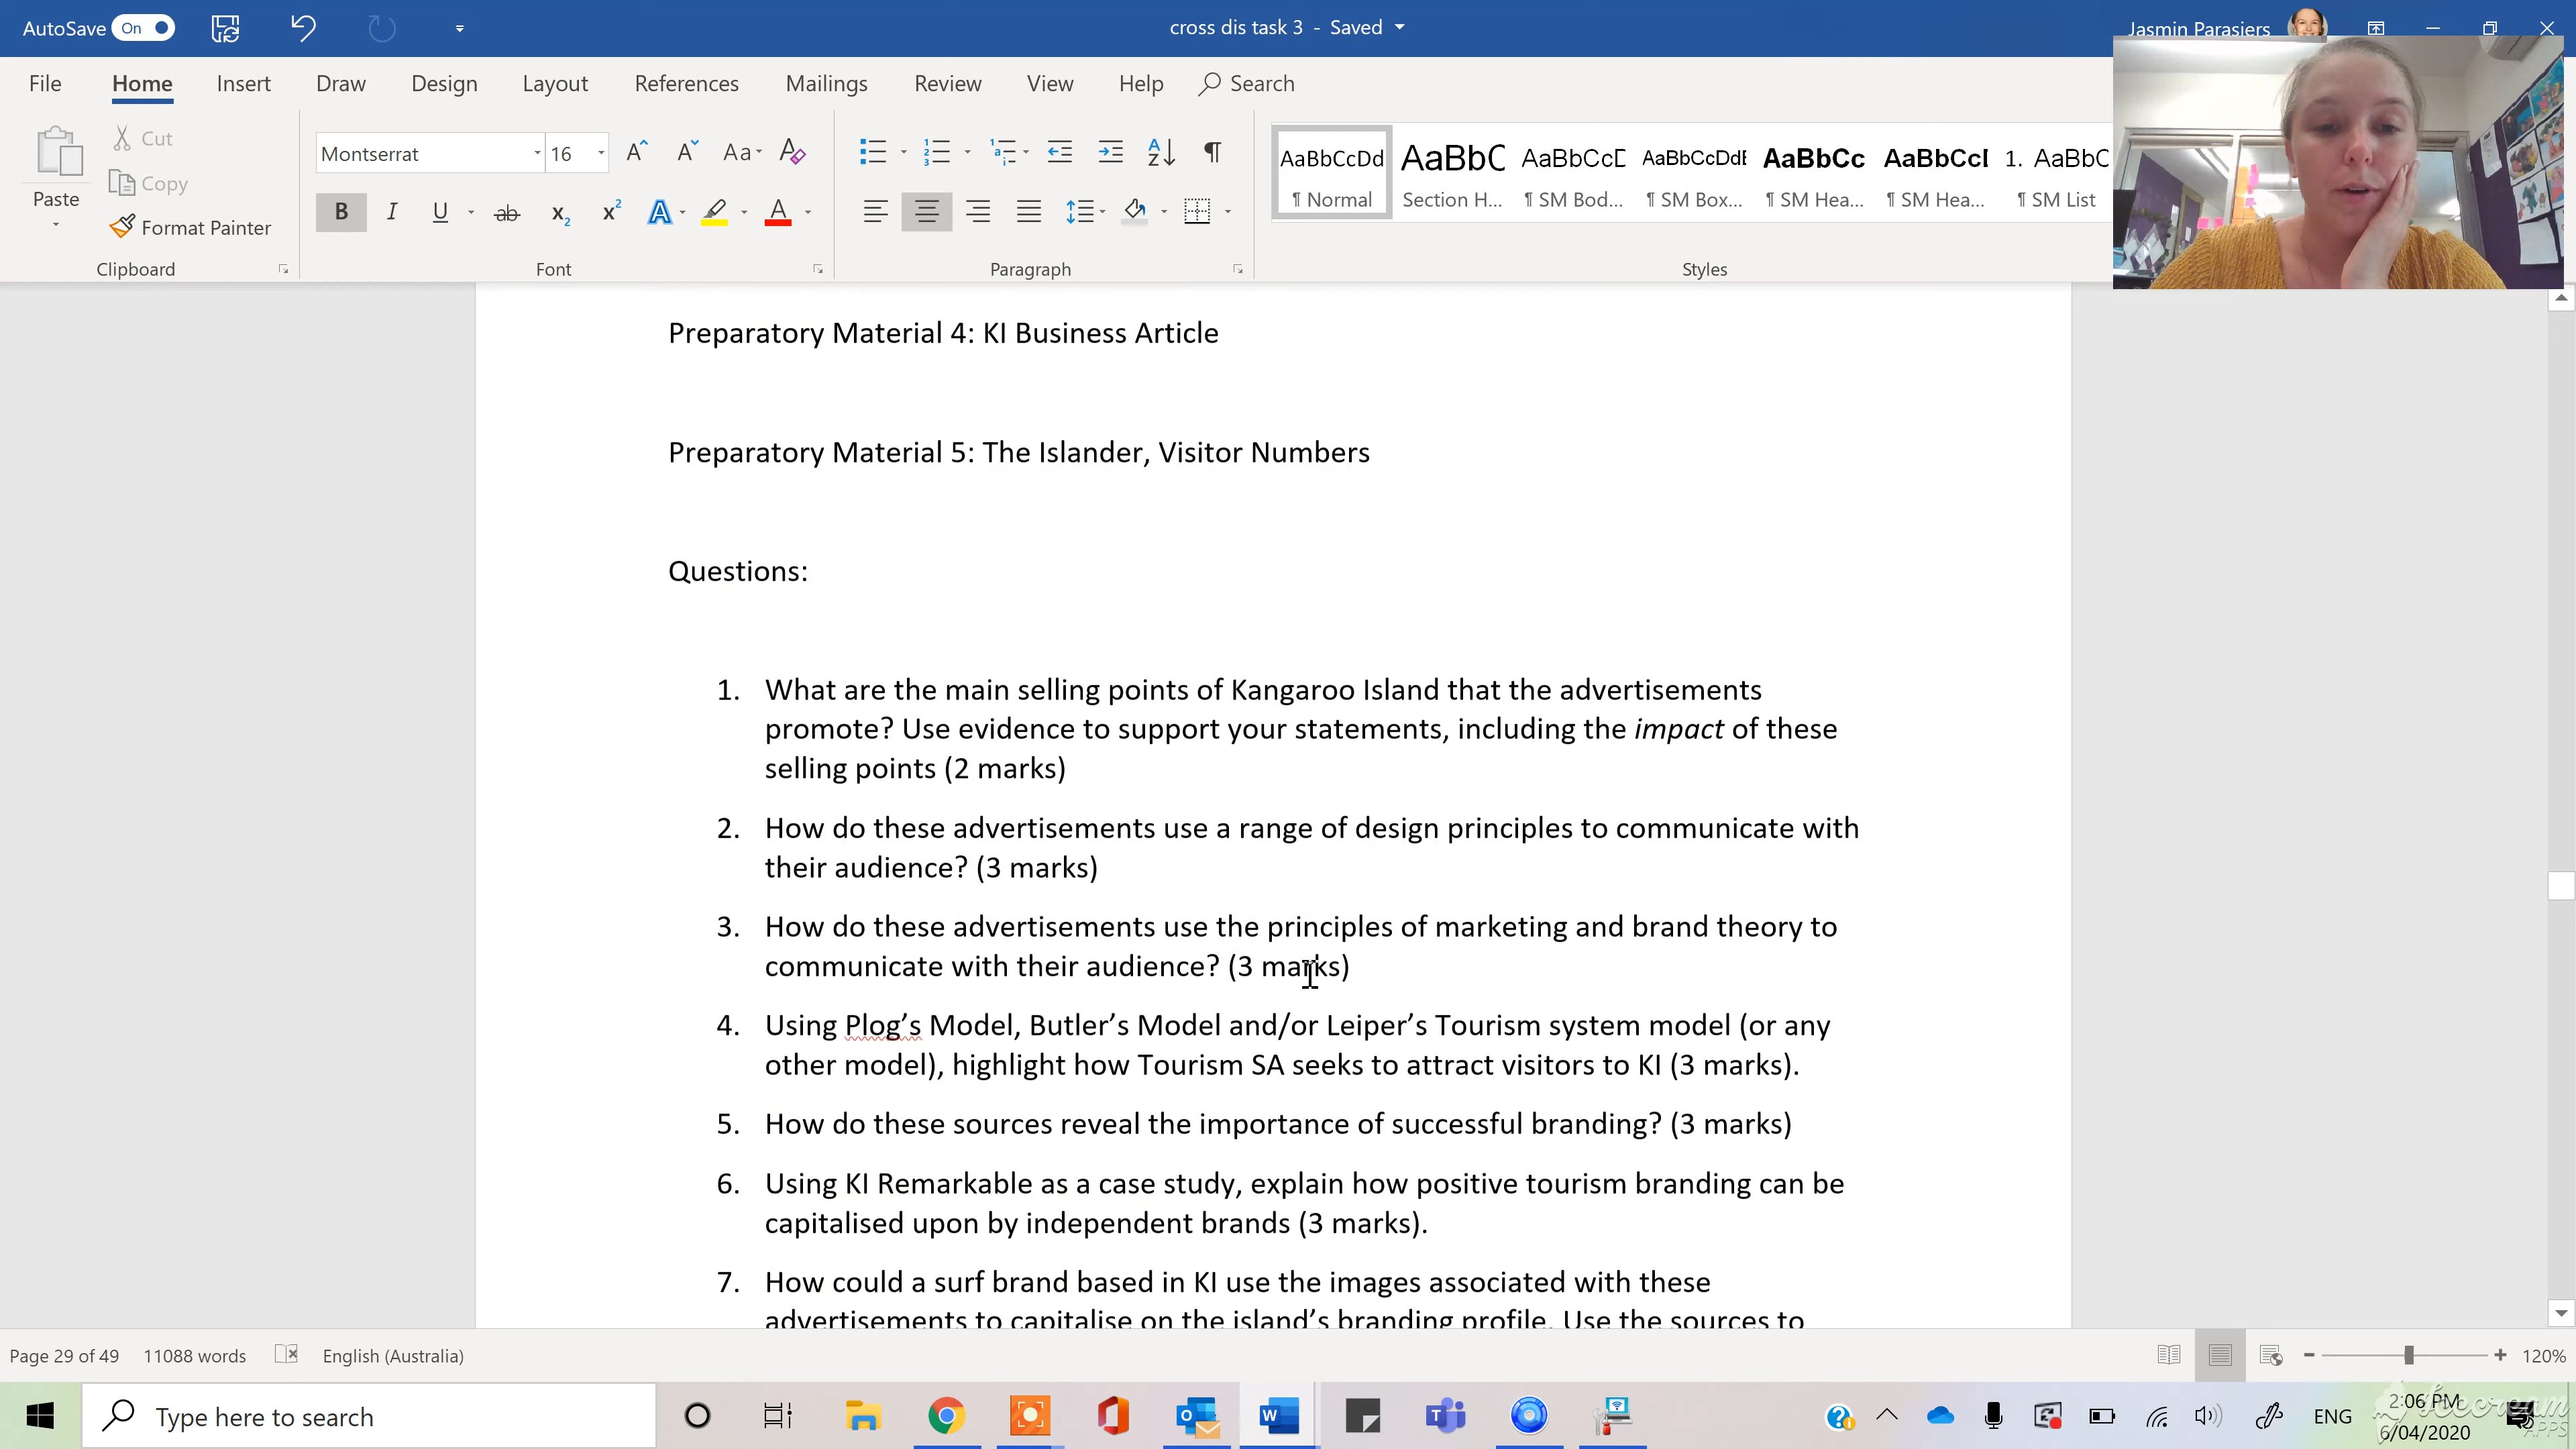 AutoSave On cross dis task 3 - Saved Jasmin Parasiers
File Home Insert Draw Design Layout References Mailings Review View Help Search
Cut
Copy
Paste
Format Painter
Clipboard
Montserrat 16
Font
Paragraph
AaBbCcDd AaBbC AaBbCcE AaBbCcDdE AaBbCc AaBbCcI 1. AaBbC
¶ Normal Section H... ¶ SM Bod... ¶ SM Box... ¶ SM Hea... ¶ SM Hea... ¶ SM List
Styles
Preparatory Material 4: KI Business Article
Preparatory Material 5: The Islander, Visitor Numbers
Questions:
1. What are the main selling points of Kangaroo Island that the advertisements
promote? Use evidence to support your statements, including the impact of these
selling points (2 marks)
2. How do these advertisements use a range of design principles to communicate with
their audience? (3 marks)
3. How do these advertisements use the principles of marketing and brand theory to
communicate with their audience? (3 marks)
4. Using Plog’s Model, Butler’s Model and/or Leiper’s Tourism system model (or any
other model), highlight how Tourism SA seeks to attract visitors to KI (3 marks).
5. How do these sources reveal the importance of successful branding? (3 marks)
6. Using KI Remarkable as a case study, explain how positive tourism branding can be
capitalised upon by independent brands (3 marks).
7. How could a surf brand based in KI use the images associated with these
advertisements to capitalise on the island’s branding profile. Use the sources to
Page 29 of 49 11088 words English (Australia) 120%
Type here to search
ENG
2:06 PM
6/04/2020
Icecream
APPS